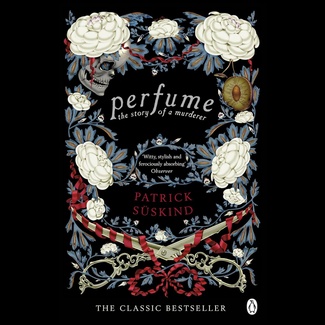 perfume
the story of a murderer
'Witty, stylish and
ferociously absorbing'
Observer
PATRICK
SÜSKIND
THE CLASSIC BESTSELLER